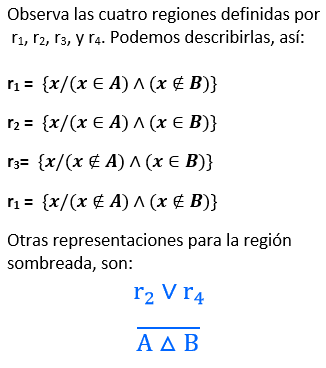 Observa las cuatro regiones definidas por
r₁, r₂, r₃, y r₄. Podemos describirlas, así:
r₁ = {x/(x ∈ A) ∧ (x ∉ B)}
r₂ = {x/(x ∈ A) ∧ (x ∈ B)}
r₃= {x/(x ∉ A) ∧ (x ∈ B)}
r₁ = {x/(x ∉ A) ∧ (x ∉ B)}
Otras representaciones para la región
sombreada, son:
r₂ ∨ r₄
A̅ ̅△̅ ̅B̅